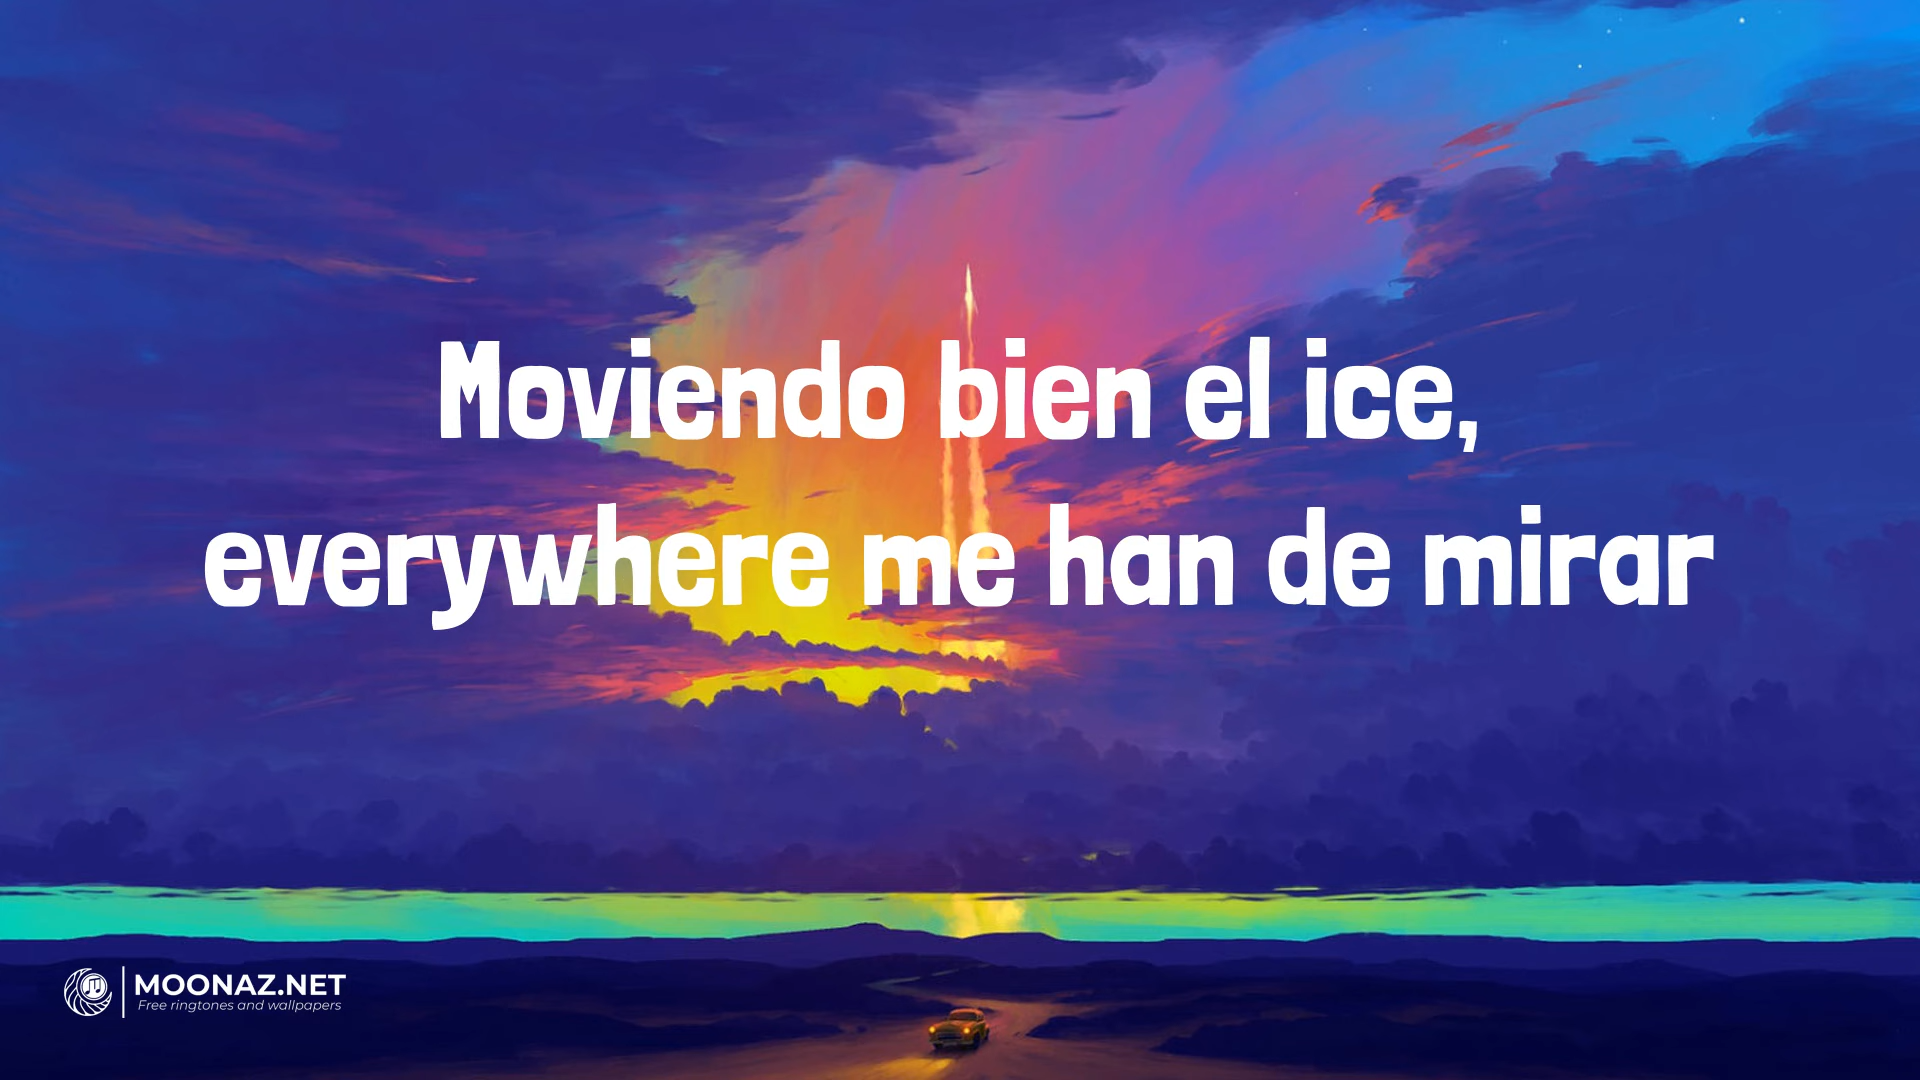 Moviendo bien el ice,
everywhere me han de mirar
MOONAZ.NET
Free ringtones and wallpapers